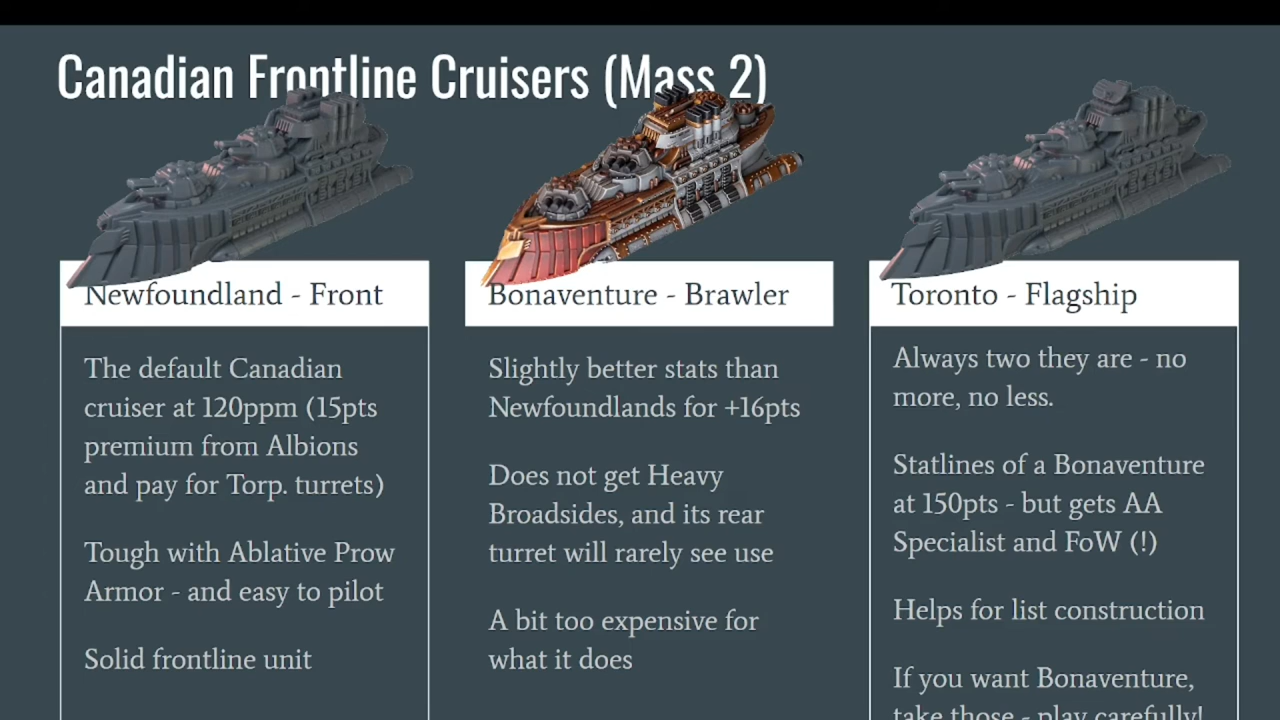 Canadian Frontline Cruisers (Mass 2)
Newfoundland - Front
The default Canadian
cruiser at 120ppm (15pts
premium from Albions
and pay for Torp. turrets)
Tough with Ablative Prow
Armor - and easy to pilot
Solid frontline unit
Bonaventure - Brawler
Slightly better stats than
Newfoundlands for +16pts
Does not get Heavy
Broadsides, and its rear
turret will rarely see use
A bit too expensive for
what it does
Toronto - Flagship
Always two they are - no
more, no less.
Statlines of a Bonaventure
at 150pts - but gets AA
Specialist and FoW (!)
Helps for list construction
If you want Bonaventure,
take those - play carefully!